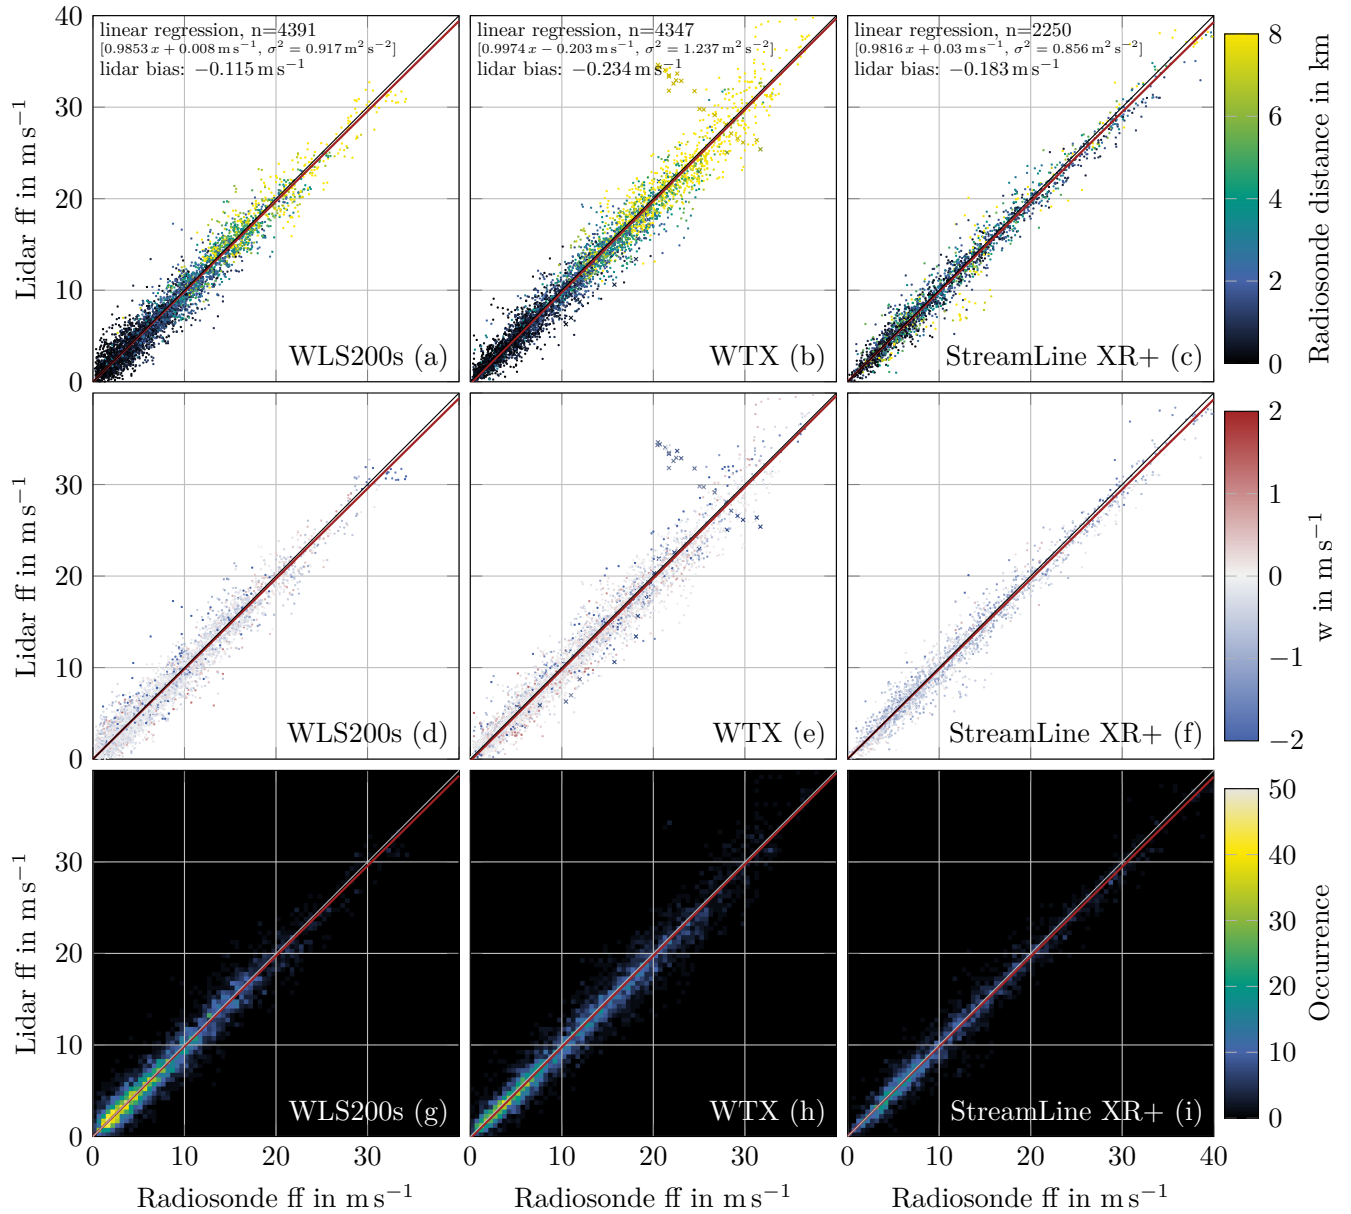 linear regression, n=4391
[0.9853 x + 0.008 m s⁻¹, σ² = 0.917 m² s⁻²]
lidar bias: −0.115 m s⁻¹
linear regression, n=4347
[0.9974 x − 0.203 m s⁻¹, σ² = 1.237 m² s⁻²]
lidar bias: −0.234 m s⁻¹
linear regression, n=2250
[0.9816 x + 0.03 m s⁻¹, σ² = 0.856 m² s⁻²]
lidar bias: −0.183 m s⁻¹
40
30
20
10
0
Lidar ff in m s⁻¹
WLS200s (a)
WTX (b)
StreamLine XR+ (c)
8
6
4
2
0
Radiosonde distance in km
30
20
10
0
Lidar ff in m s⁻¹
WLS200s (d)
WTX (e)
StreamLine XR+ (f)
2
1
0
−1
−2
w in m s⁻¹
30
20
10
0
Lidar ff in m s⁻¹
WLS200s (g)
WTX (h)
StreamLine XR+ (i)
50
40
30
20
10
0
Occurrence
0 10 20 30
0 10 20 30
0 10 20 30 40
Radiosonde ff in m s⁻¹
Radiosonde ff in m s⁻¹
Radiosonde ff in m s⁻¹